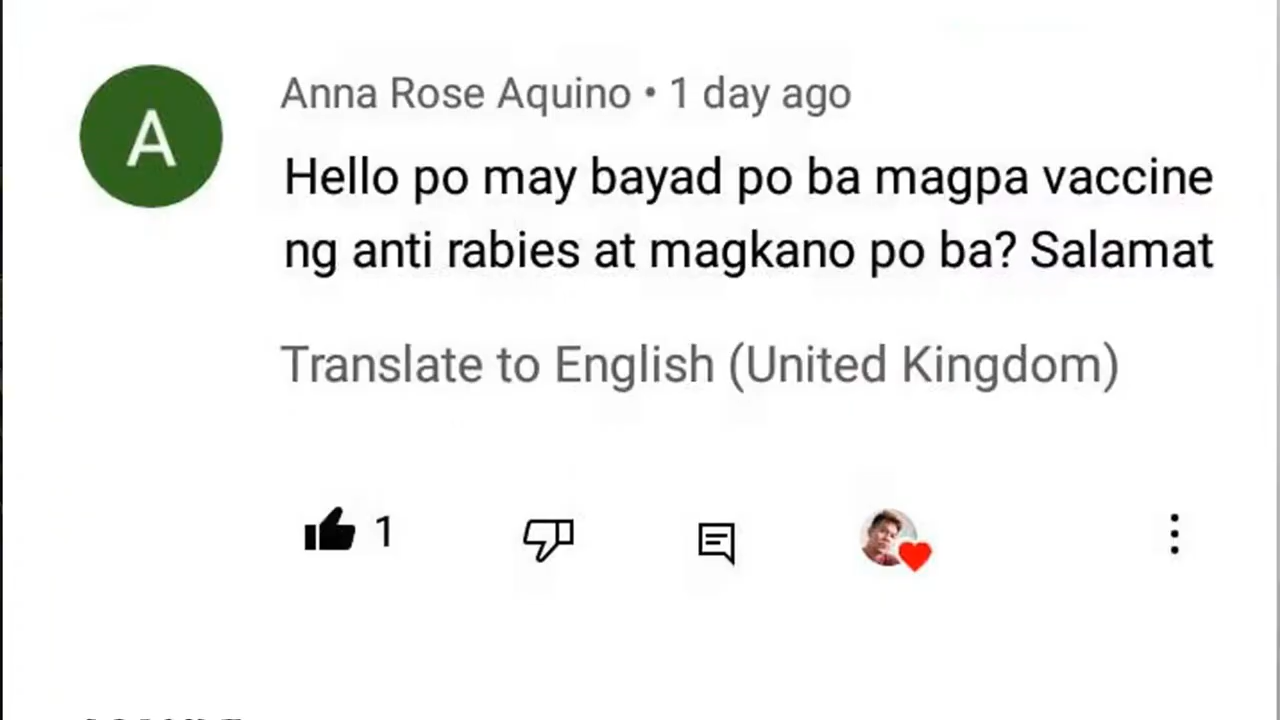 A
Anna Rose Aquino • 1 day ago
Hello po may bayad po ba magpa vaccine
ng anti rabies at magkano po ba? Salamat
Translate to English (United Kingdom)
1